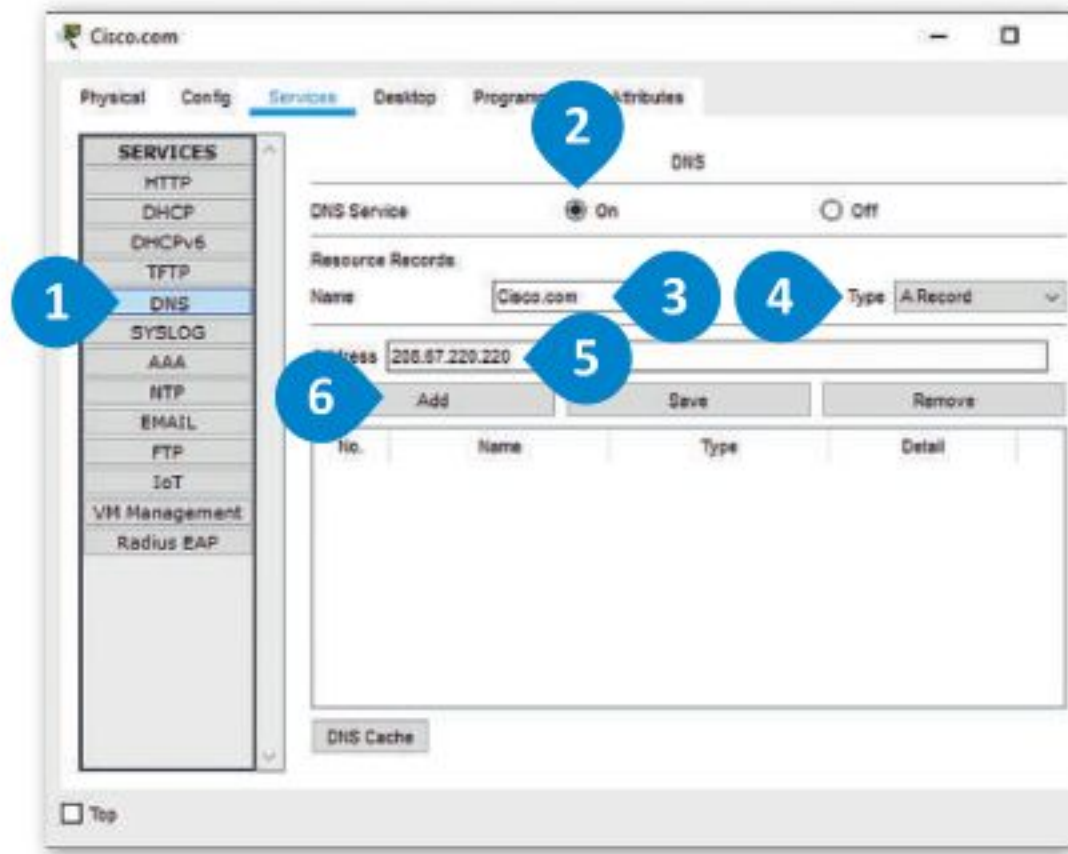 Cisco.com
Physical Config Services Desktop Attributes
2
SERVICES
HTTP
DHCP
DHCPv6
TFTP
DNS
SYSLOG
AAA
NTP
EMAIL
FTP
IoT
VM Management
Radius EAP
1
DNS
DNS Service On Off
Resource Records
Name Cisco.com 3 4 Type A Record
208.67.220.220 5
6 Add Save Remove
No. Name Type Detail
DNS Cache
Top